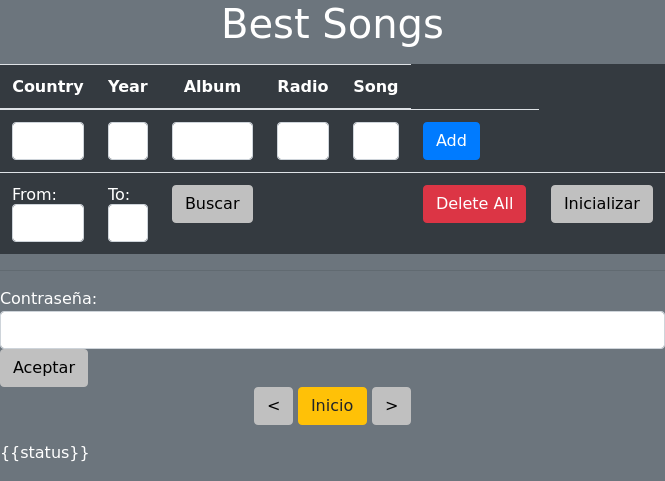 Best Songs
Country Year Album Radio Song
Add
From: To: Buscar Delete All Inicializar
Contraseña:
Aceptar
< Inicio >
{{status}}